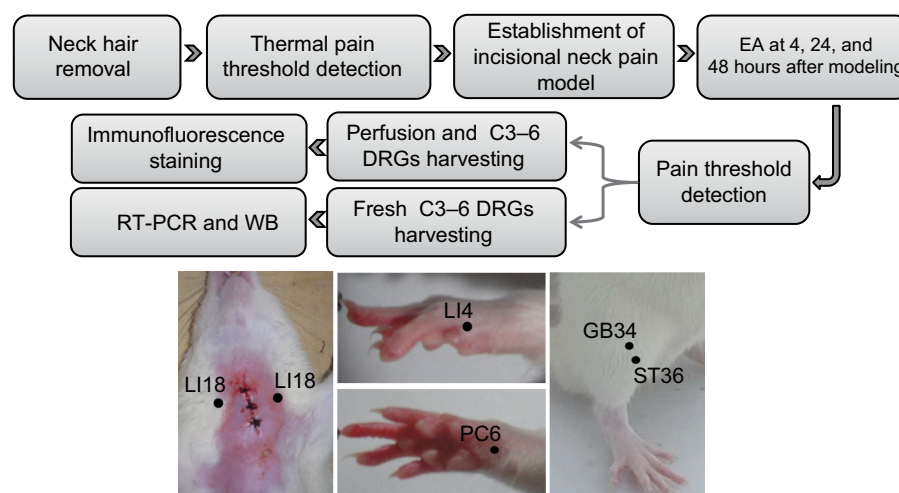 Neck hair
removal
Thermal pain
threshold detection
Establishment of
incisional neck pain
model
EA at 4, 24, and
48 hours after modeling
Immunofluorescence
staining
Perfusion and C3–6
DRGs harvesting
Pain threshold
detection
RT-PCR and WB
Fresh C3–6 DRGs
harvesting
LI18
LI18
LI4
PC6
GB34
ST36